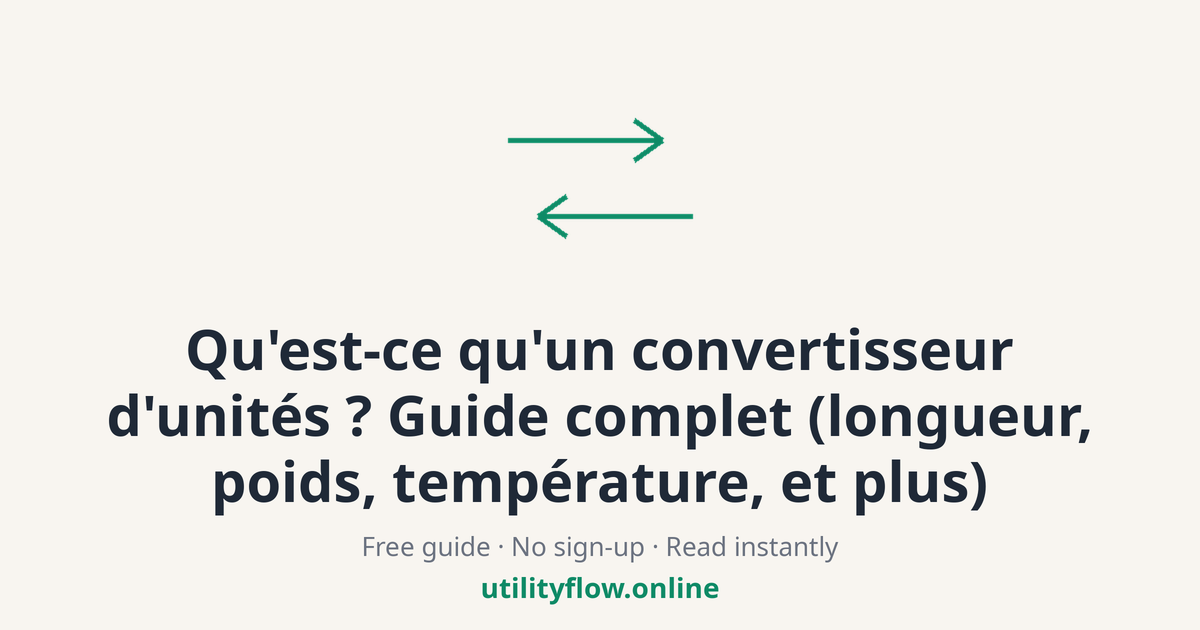 Qu'est-ce qu'un convertisseur
d'unités ? Guide complet (longueur,
poids, température, et plus)
Free guide · No sign-up · Read instantly
utilityflow.online